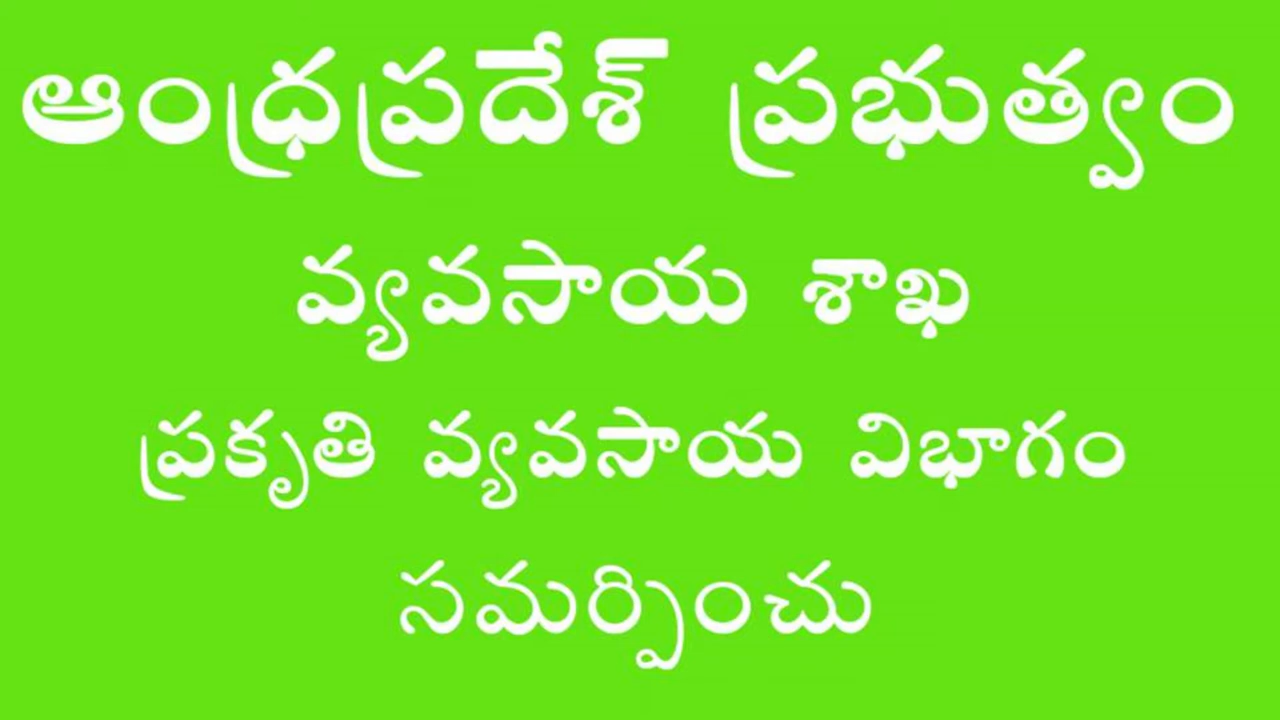 ఆంధ్రప్రదేశ్ ప్రభుత్వం
వ్యవసాయ శాఖ
ప్రకృతి వ్యవసాయ విభాగం
సమర్పించు